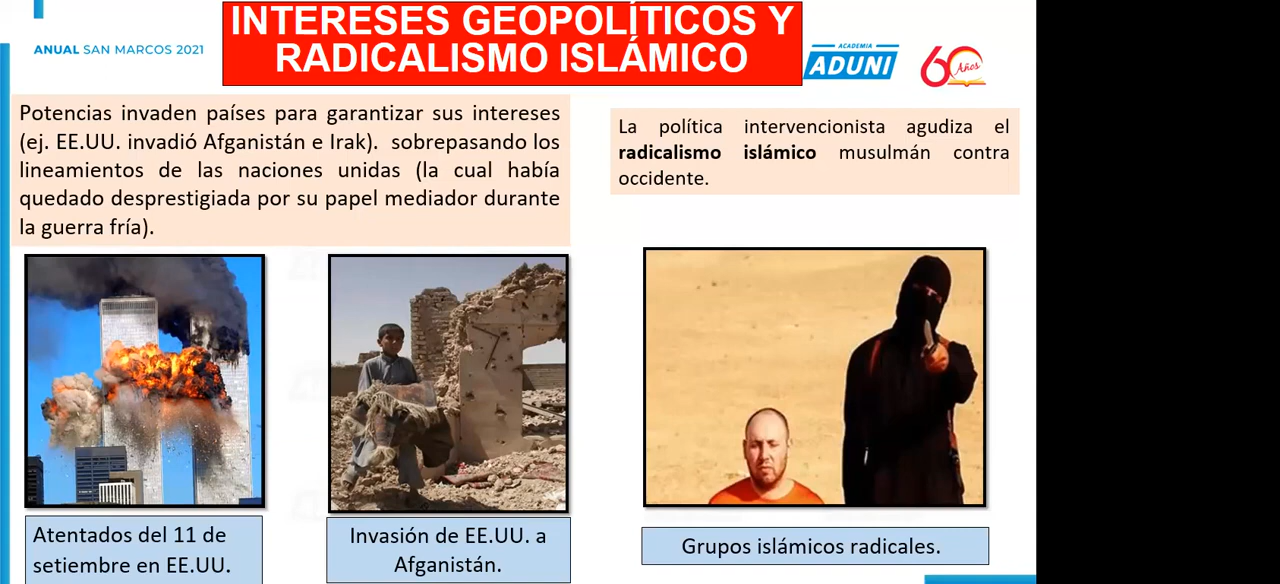 INTERESES GEOPOLÍTICOS Y
RADICALISMO ISLÁMICO
ANUAL SAN MARCOS 2021
ACADEMIA
ADUNI
60 Años
Potencias invaden países para garantizar sus intereses
(ej. EE.UU. invadió Afganistán e Irak). sobrepasando los
lineamientos de las naciones unidas (la cual había
quedado desprestigiada por su papel mediador durante
la guerra fría).
La política intervencionista agudiza el
radicalismo islámico musulmán contra
occidente.
Atentados del 11 de
setiembre en EE.UU.
Invasión de EE.UU. a
Afganistán.
Grupos islámicos radicales.